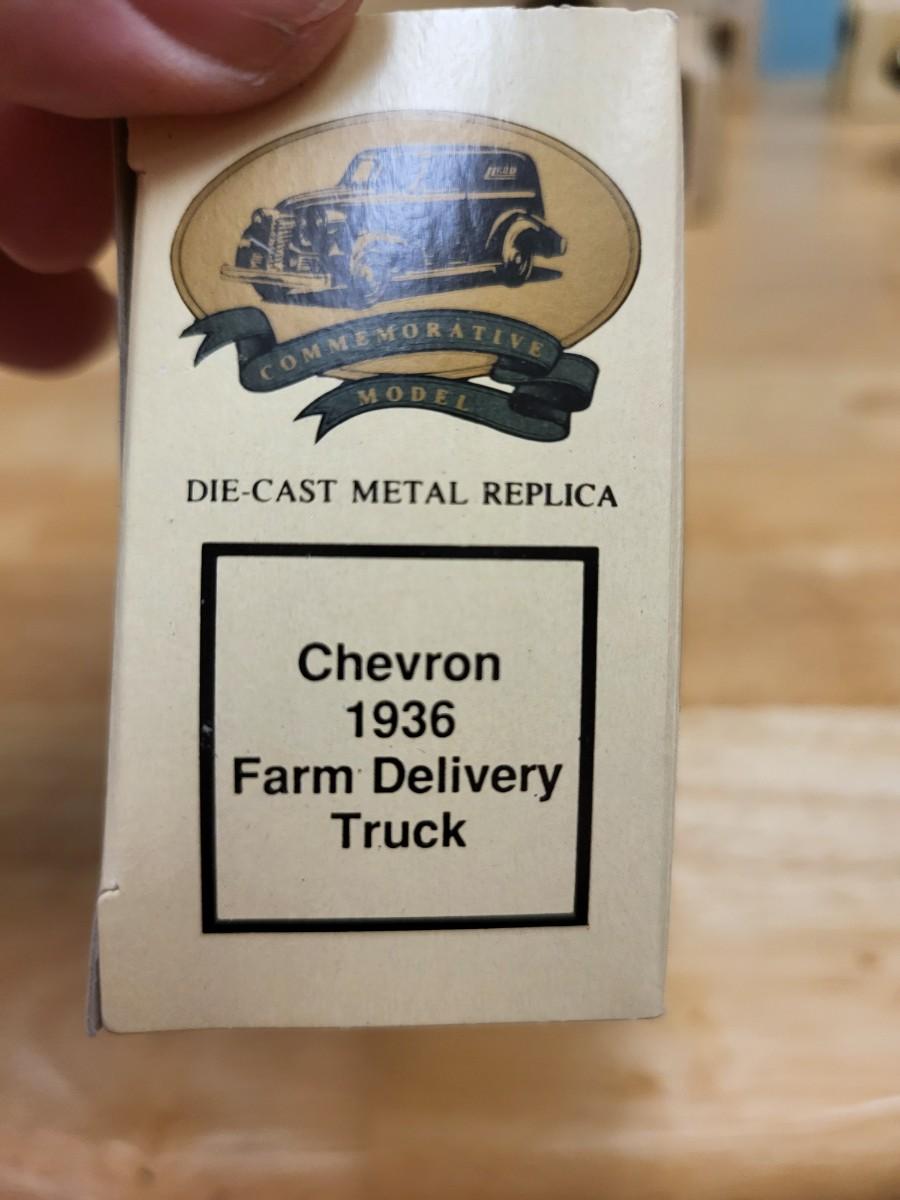 COMMEMORATIVE
MODEL
DIE-CAST METAL REPLICA
Chevron
1936
Farm Delivery
Truck